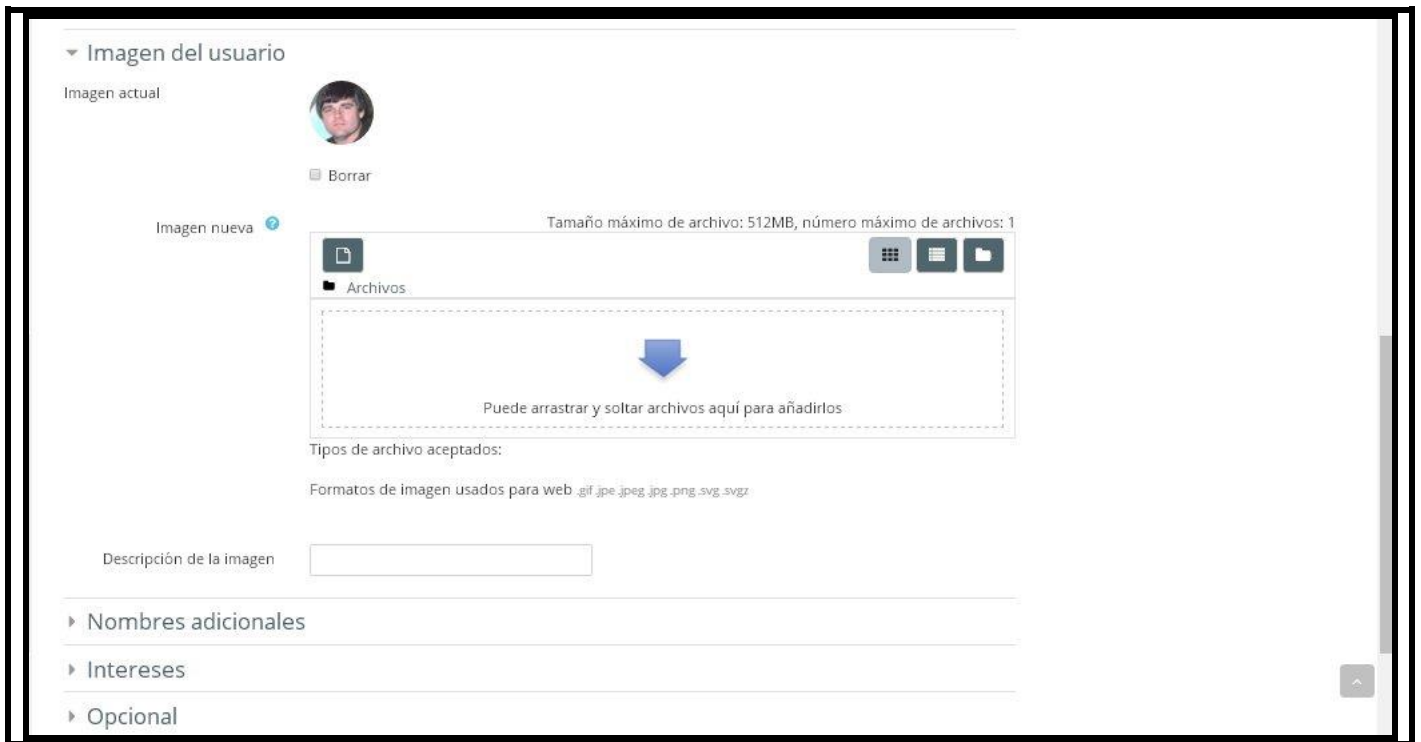 Imagen del usuario
Imagen actual
Borrar
Imagen nueva
Tamaño máximo de archivo: 512MB, número máximo de archivos: 1
Archivos
Puede arrastrar y soltar archivos aquí para añadirlos
Tipos de archivo aceptados:
Formatos de imagen usados para web .gif .jpe .jpeg .jpg .png .svg .svgz
Descripción de la imagen
Nombres adicionales
Intereses
Opcional